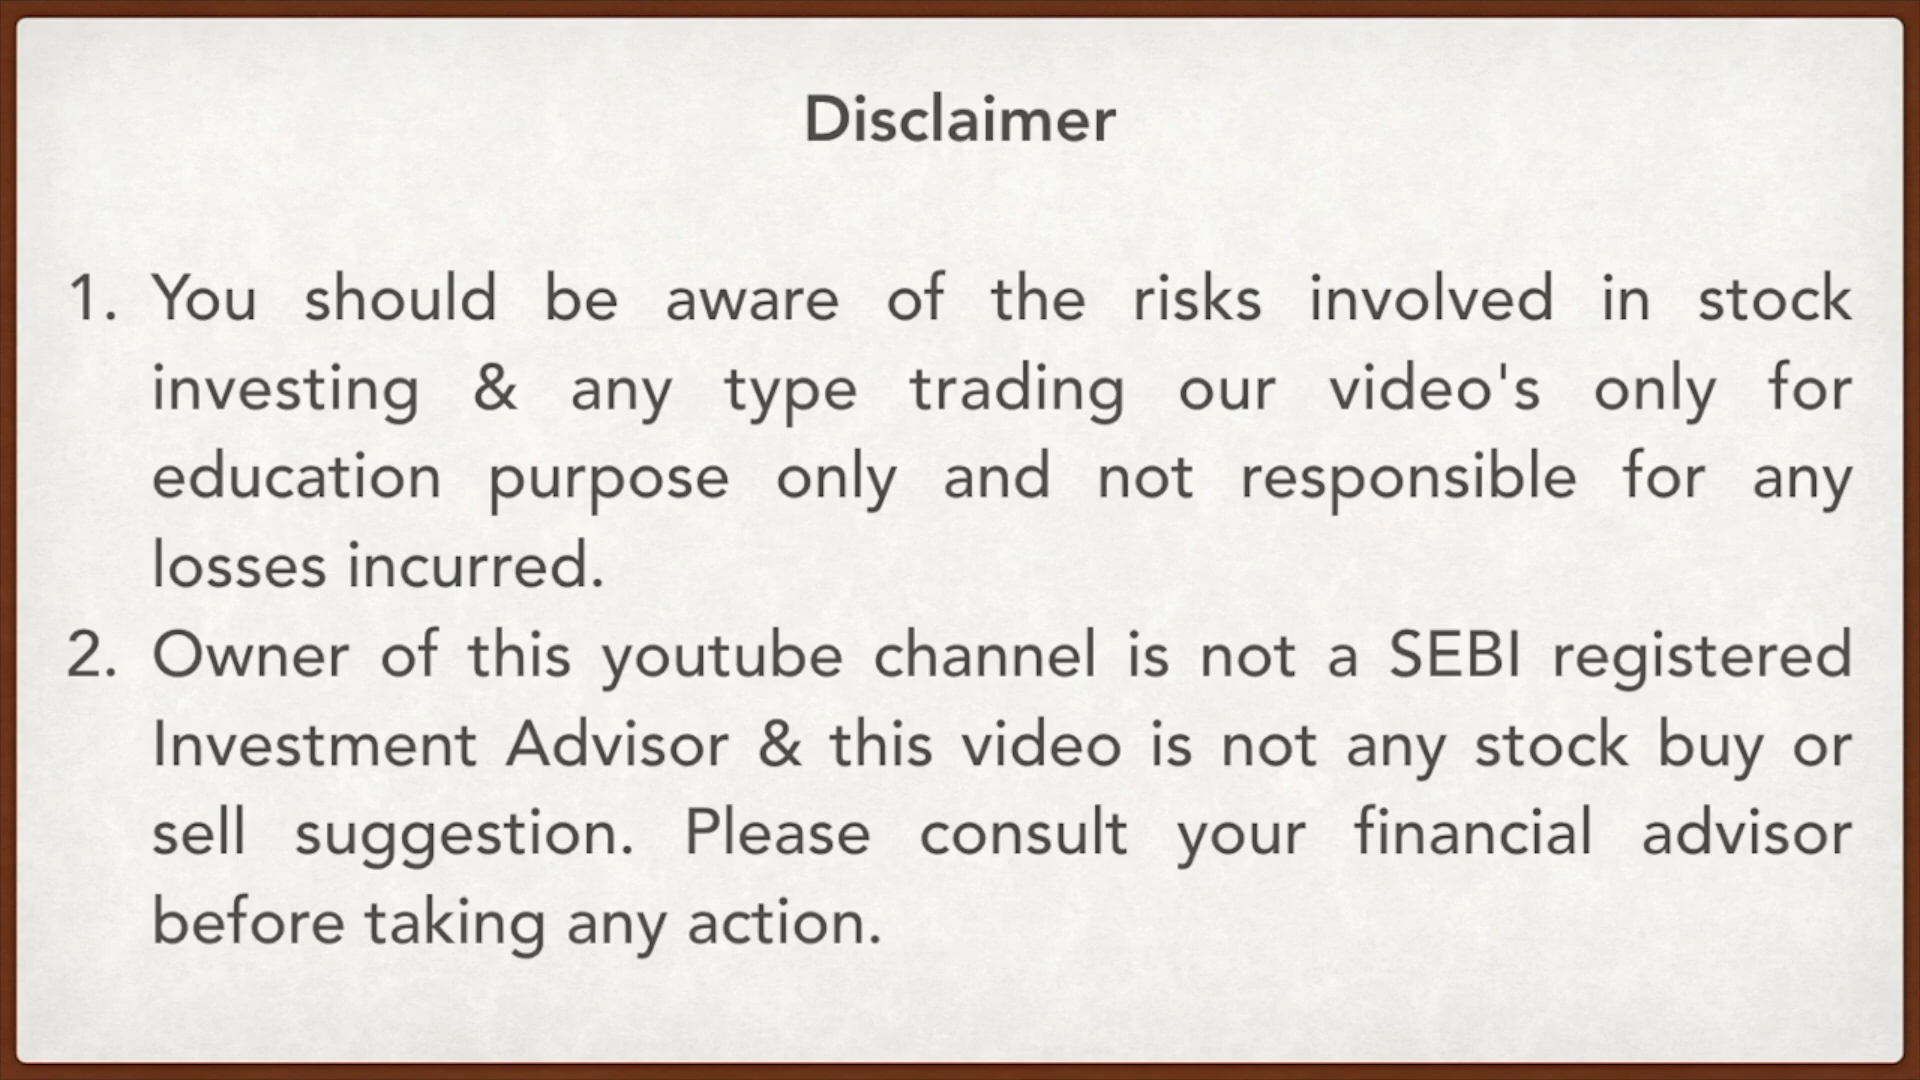 Disclaimer
1. You should be aware of the risks involved in stock
investing & any type trading our video's only for
education purpose only and not responsible for any
losses incurred.
2. Owner of this youtube channel is not a SEBI registered
Investment Advisor & this video is not any stock buy or
sell suggestion. Please consult your financial advisor
before taking any action.